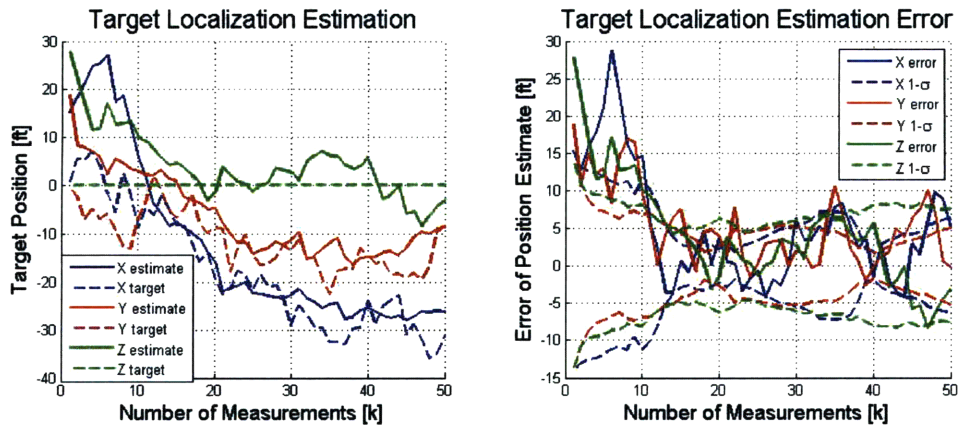 Target Localization Estimation
Target Position [ft]
30
20
10
0
-10
-20
-30
-40
X estimate
X target
Y estimate
Y target
Z estimate
Z target
0
10
20
30
40
50
Number of Measurements [k]
Target Localization Estimation Error
Error of Position Estimate [ft]
30
25
20
15
10
5
0
-5
-10
-15
X error
X 1-σ
Y error
Y 1-σ
Z error
Z 1-σ
0
10
20
30
40
50
Number of Measurements [k]